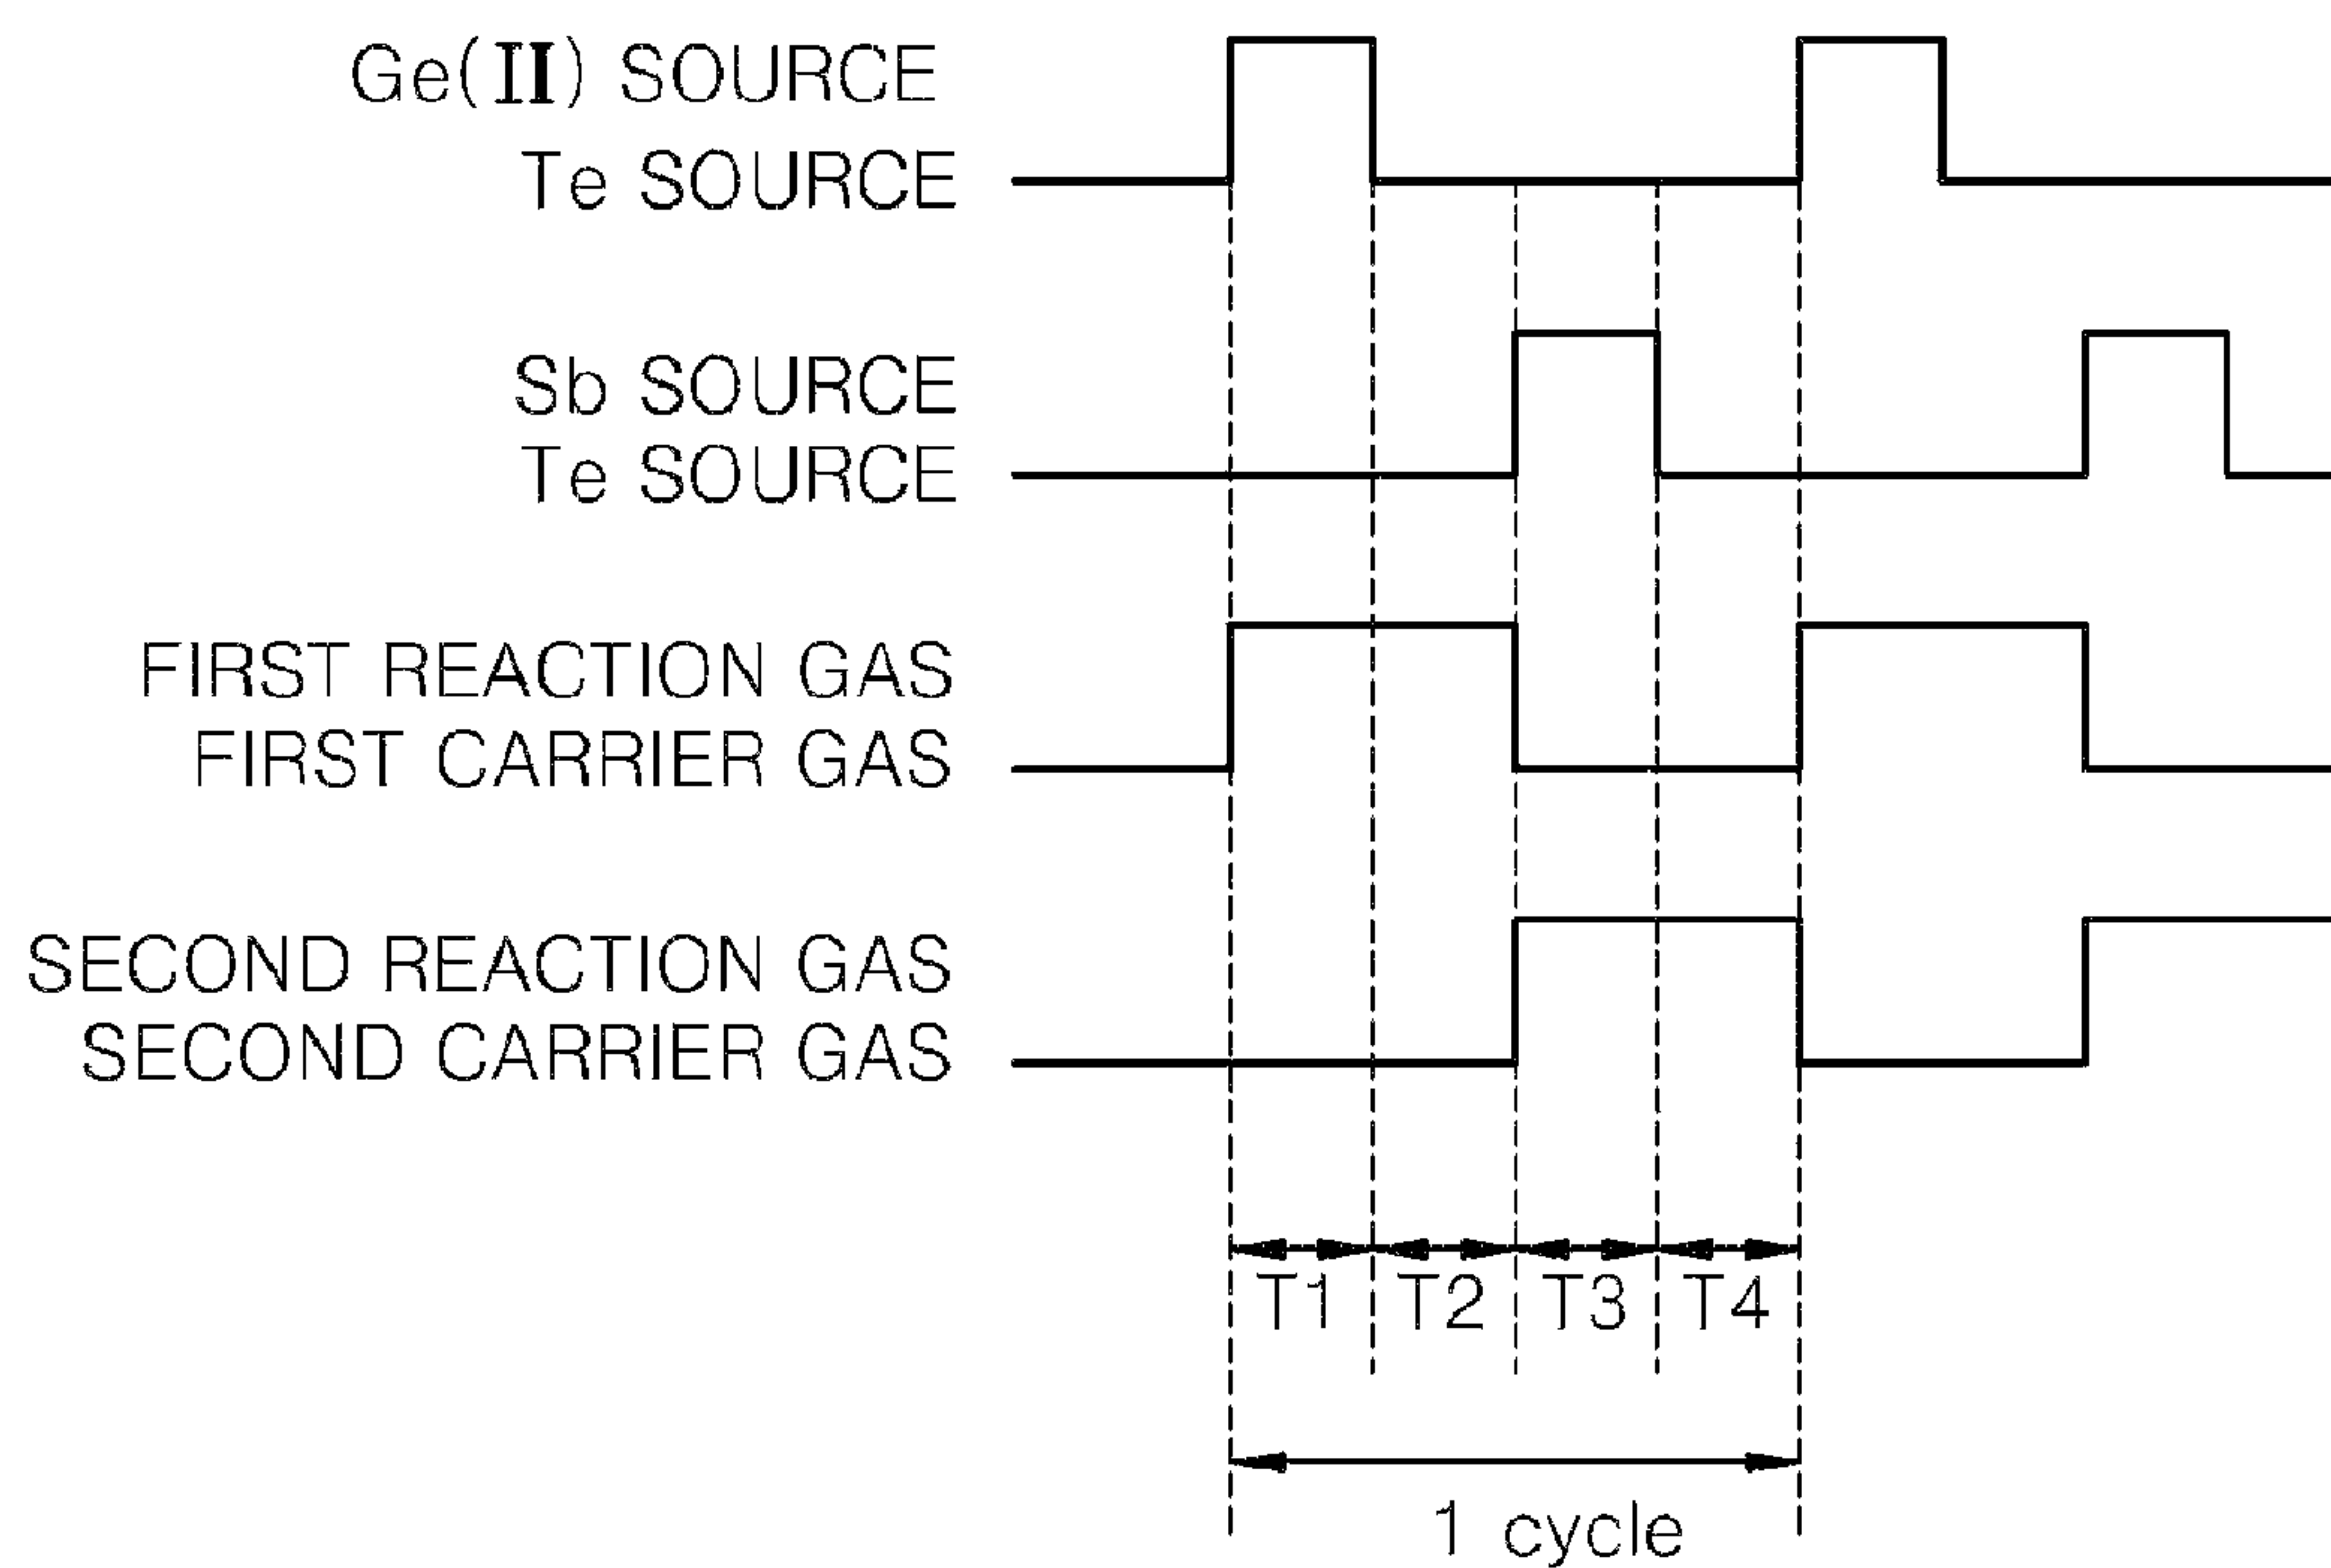 Ge(II) SOURCE
Te SOURCE
Sb SOURCE
Te SOURCE
FIRST REACTION GAS
FIRST CARRIER GAS
SECOND REACTION GAS
SECOND CARRIER GAS
T1 T2 T3 T4
1 cycle